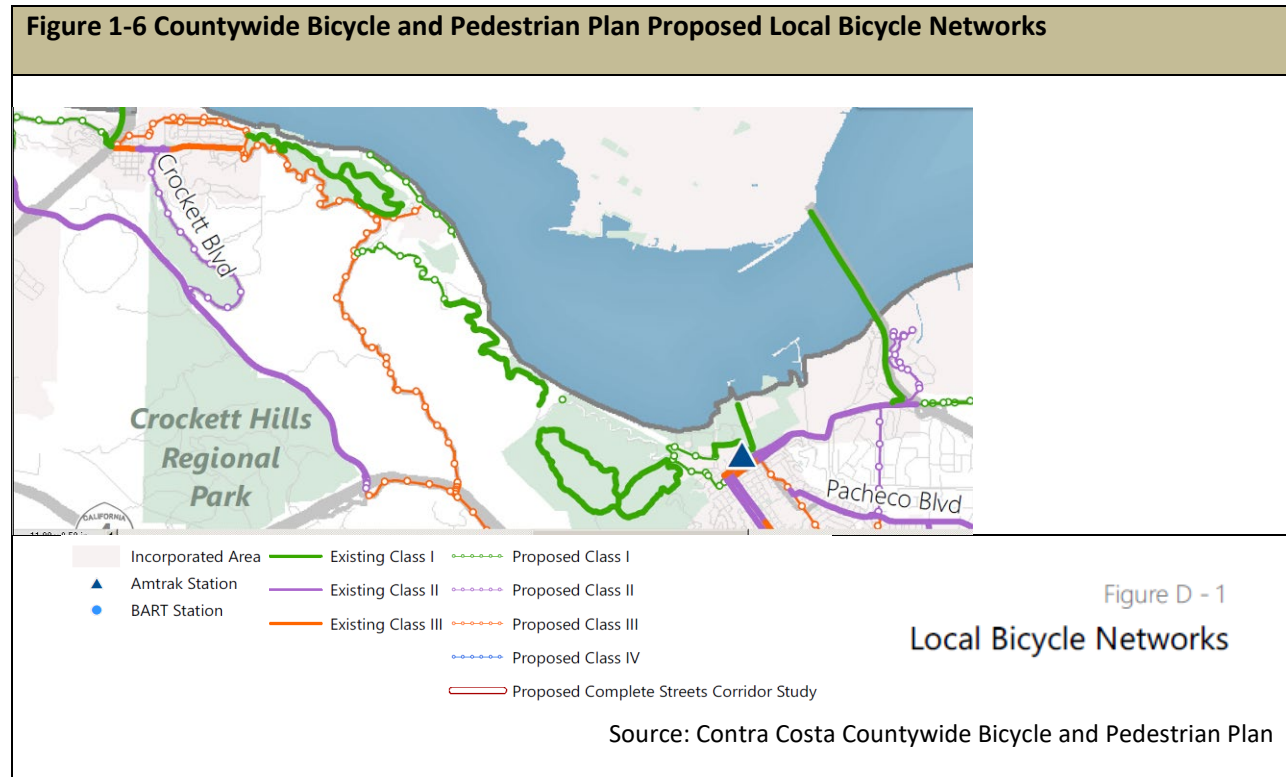 Figure 1-6 Countywide Bicycle and Pedestrian Plan Proposed Local Bicycle Networks
Crockett Blvd
Crockett Hills
Regional
Park
Pacheco Blvd
CALIFORNIA
4
Incorporated Area
Amtrak Station
BART Station
Existing Class I
Existing Class II
Existing Class III
Proposed Class I
Proposed Class II
Proposed Class III
Proposed Class IV
Proposed Complete Streets Corridor Study
Figure D - 1
Local Bicycle Networks
Source: Contra Costa Countywide Bicycle and Pedestrian Plan